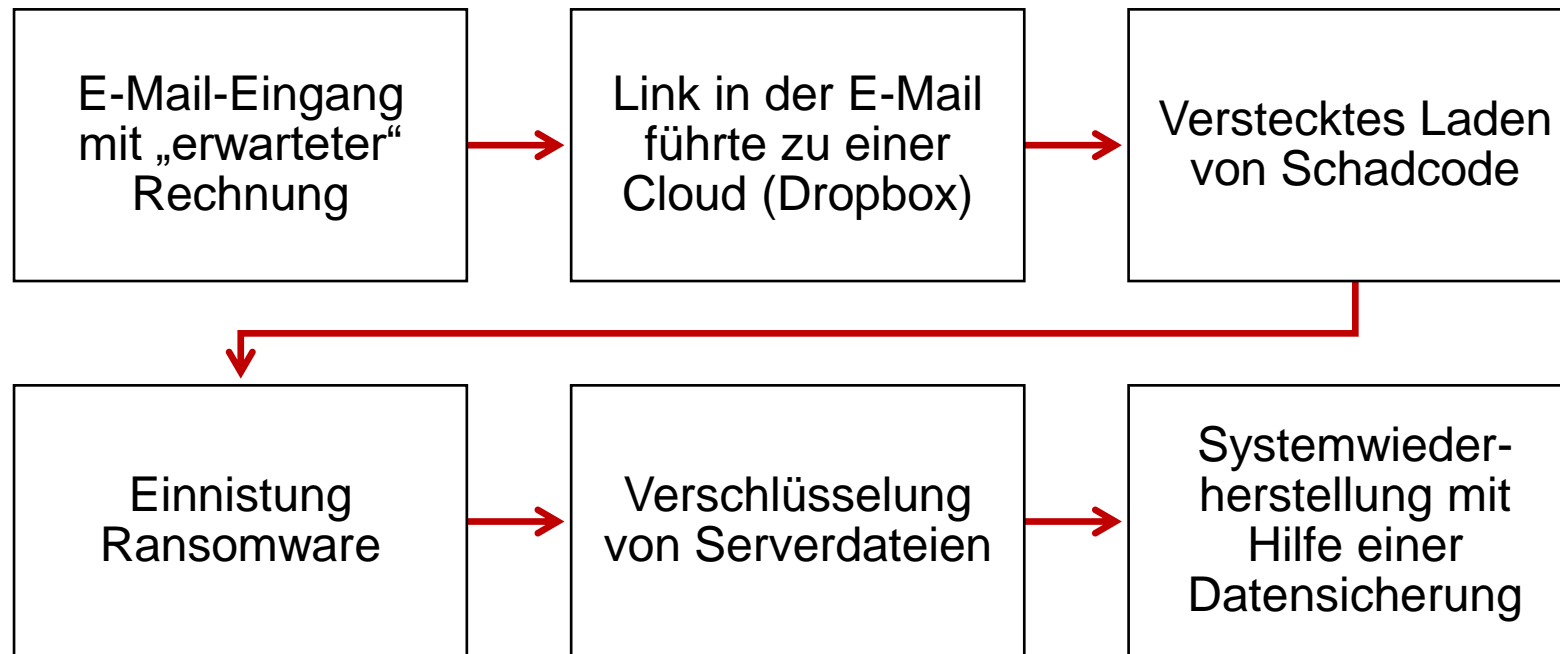 E-Mail-Eingang
mit „erwarteter“
Rechnung
Link in der E-Mail
führte zu einer
Cloud (Dropbox)
Verstecktes Laden
von Schadcode
Einnistung
Ransomware
Verschlüsselung
von Serverdateien
Systemwieder-
herstellung mit
Hilfe einer
Datensicherung